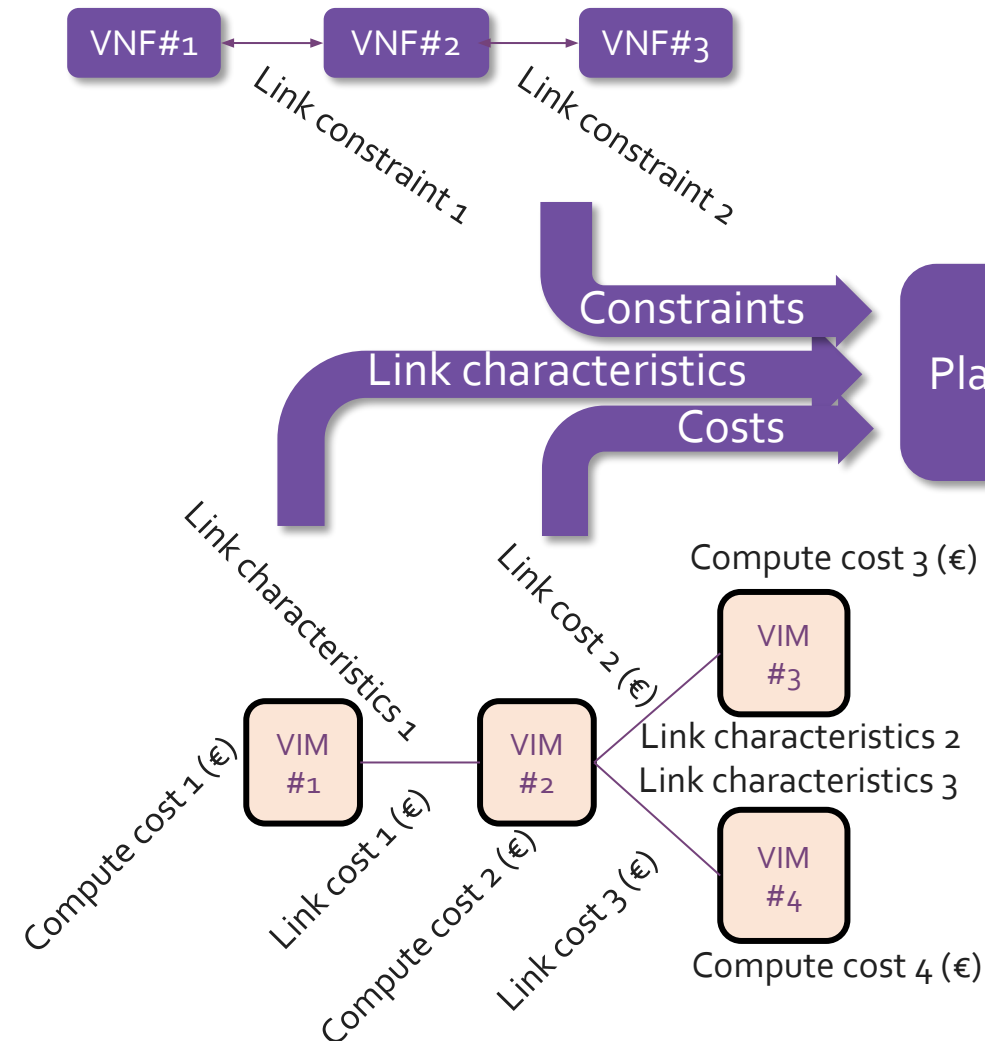 VNF#1
VNF#2
VNF#3
Link constraint 1
Link constraint 2
Constraints
Link characteristics
Pla
Costs
Link characteristics 1
Link cost 2 (€)
Compute cost 3 (€)
VIM
#3
VIM
#1
VIM
#2
Link characteristics 2
Link characteristics 3
Compute cost 1 (€)
Link cost 1 (€)
Compute cost 2 (€)
Link cost 3 (€)
VIM
#4
Compute cost 4 (€)